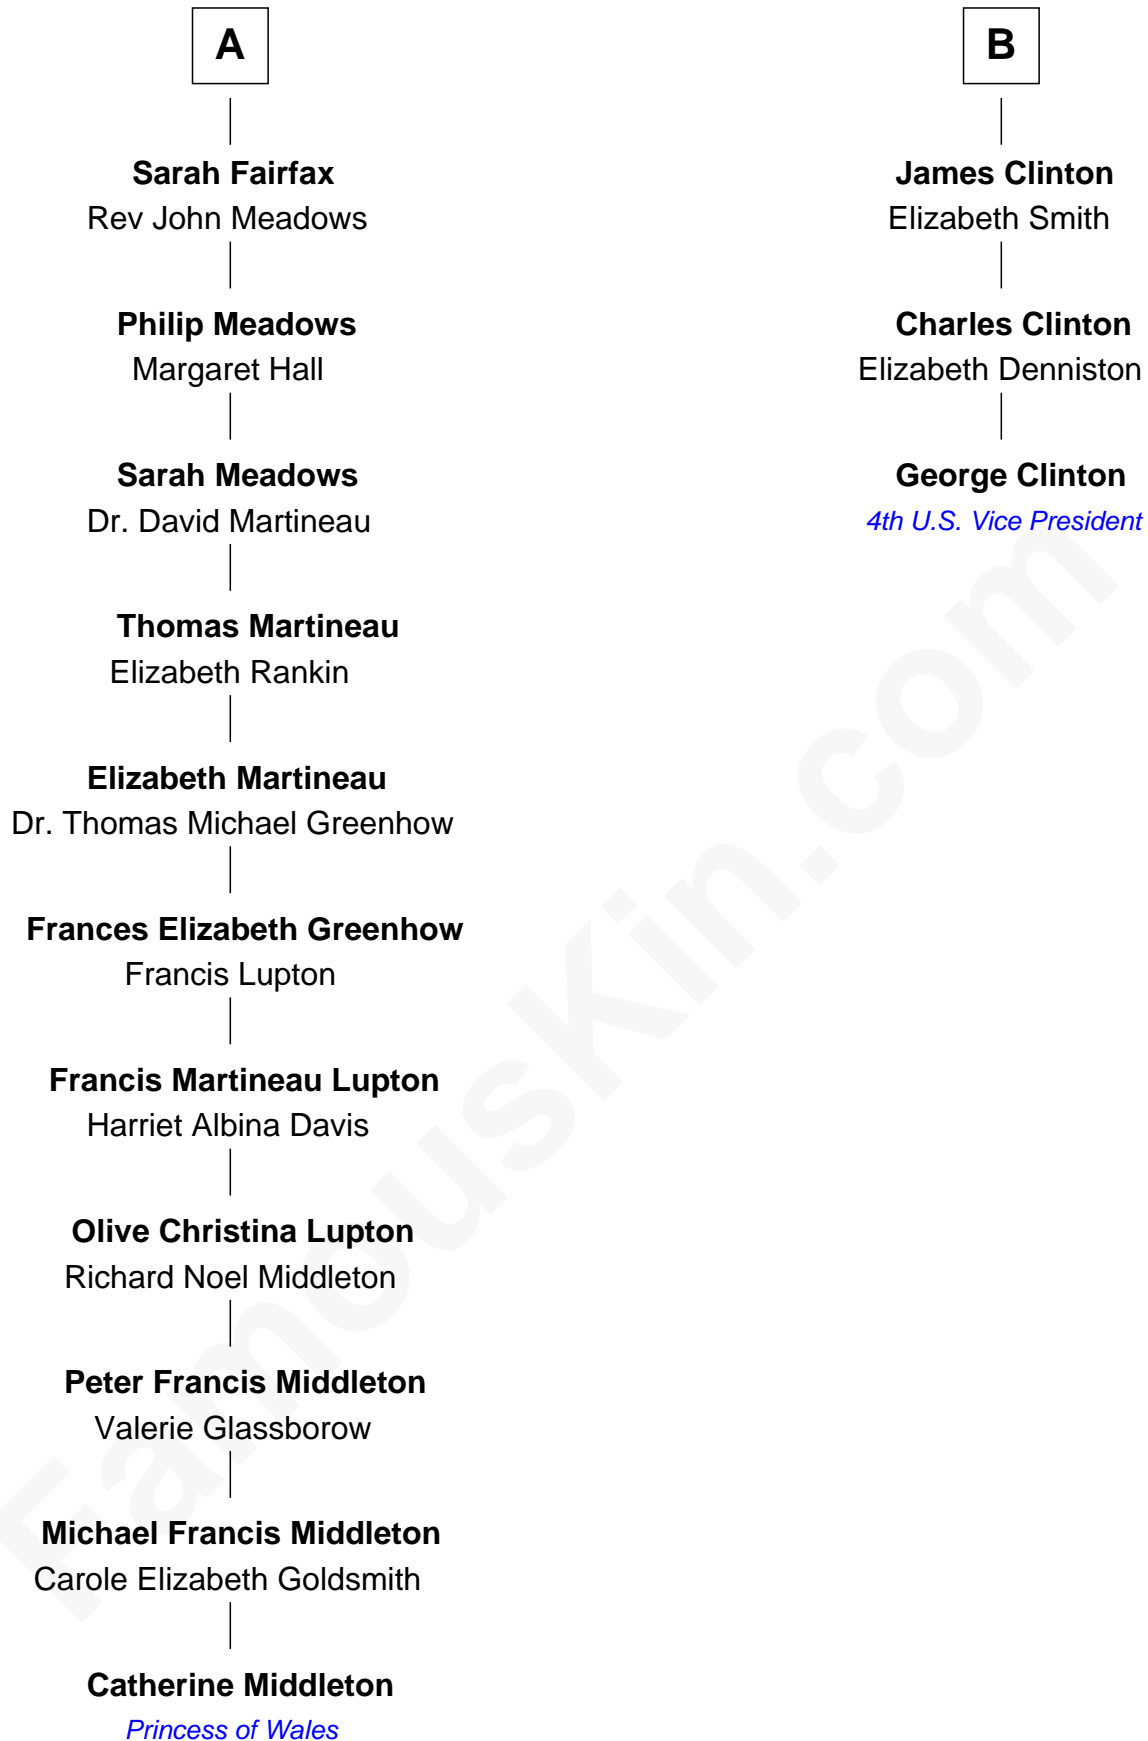 A
Sarah Fairfax
Rev John Meadows
Philip Meadows
Margaret Hall
Sarah Meadows
Dr. David Martineau
Thomas Martineau
Elizabeth Rankin
Elizabeth Martineau
Dr. Thomas Michael Greenhow
Frances Elizabeth Greenhow
Francis Lupton
Francis Martineau Lupton
Harriet Albina Davis
Olive Christina Lupton
Richard Noel Middleton
Peter Francis Middleton
Valerie Glassborow
Michael Francis Middleton
Carole Elizabeth Goldsmith
Catherine Middleton
Princess of Wales
B
James Clinton
Elizabeth Smith
Charles Clinton
Elizabeth Denniston
George Clinton
4th U.S. Vice President
FamousKin.com